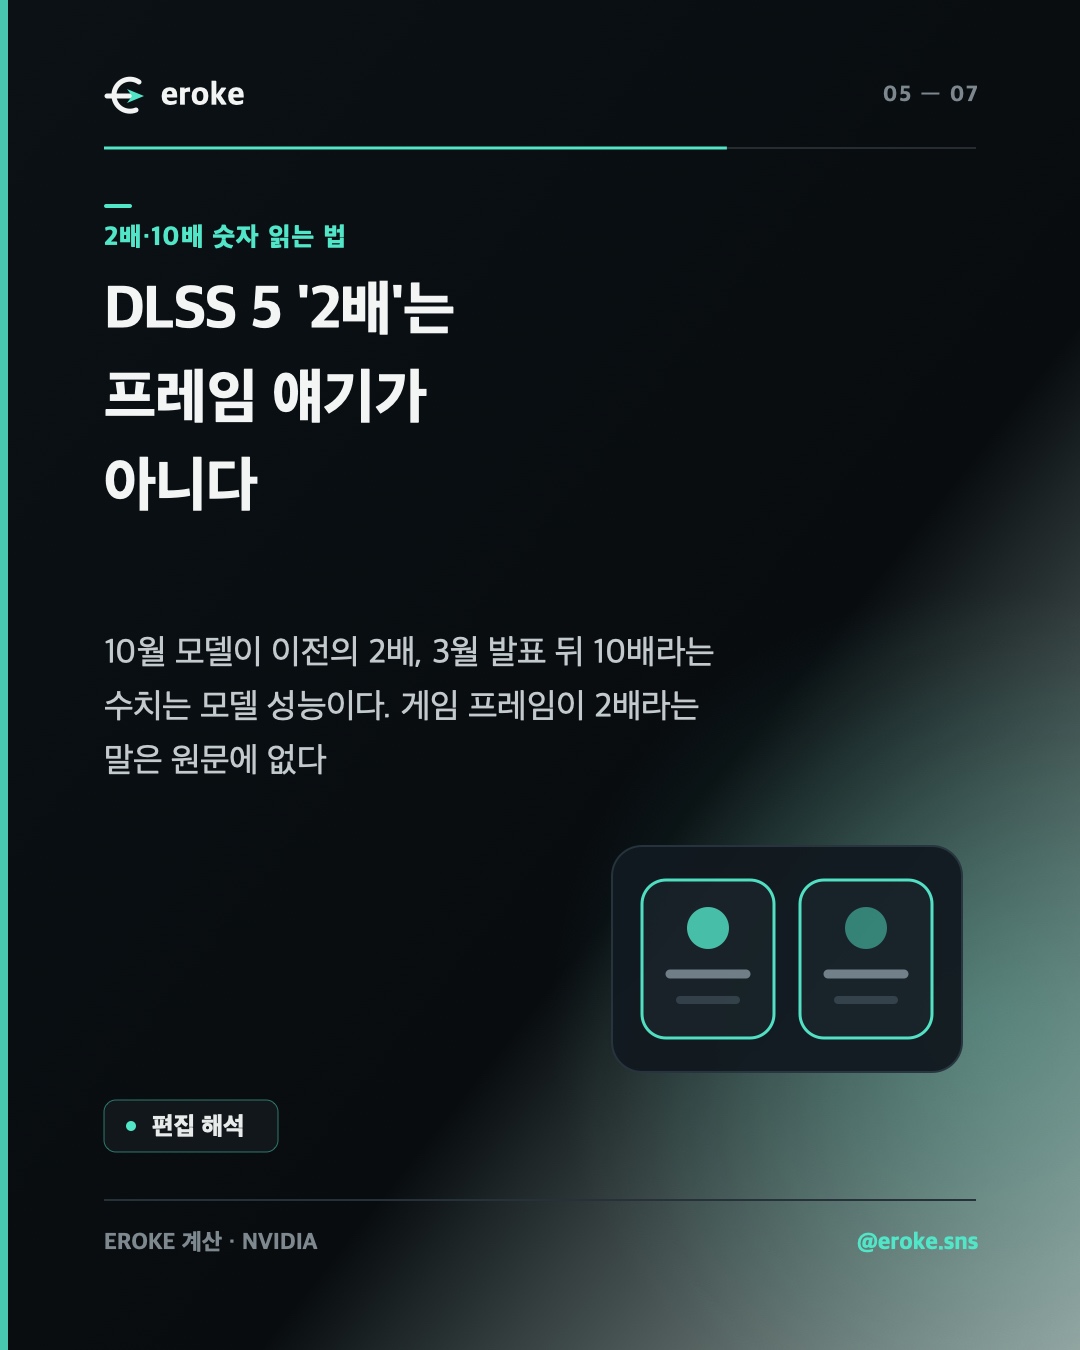 eroke
05 — 07
2배·10배 숫자 읽는 법
DLSS 5 '2배'는
프레임 얘기가
아니다
10월 모델이 이전의 2배, 3월 발표 뒤 10배라는
수치는 모델 성능이다. 게임 프레임이 2배라는
말은 원문에 없다
편집 해석
EROKE 계산 · NVIDIA
@eroke.sns